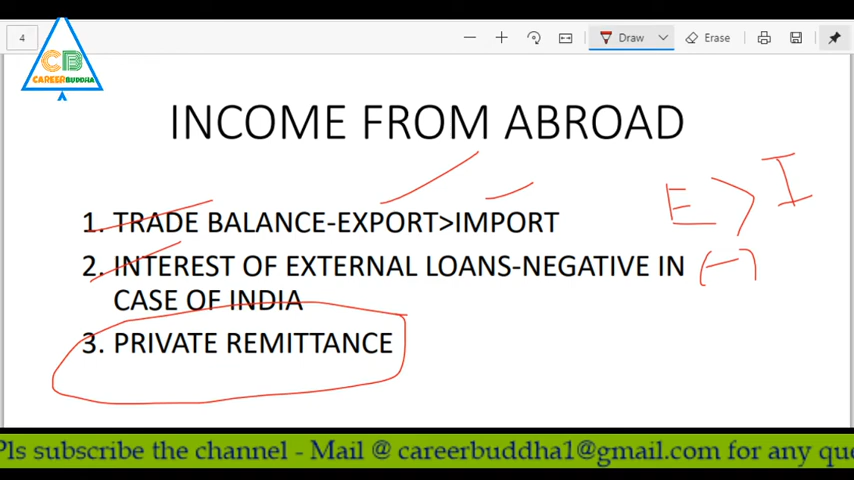 4
Draw
Erase
CB
CAREERBUDDHA
INCOME FROM ABROAD
E > I
1. TRADE BALANCE-EXPORT>IMPORT
2. INTEREST OF EXTERNAL LOANS-NEGATIVE IN (-)
CASE OF INDIA
3. PRIVATE REMITTANCE
Pls subscribe the channel - Mail @ careerbuddha1@gmail.com for any que